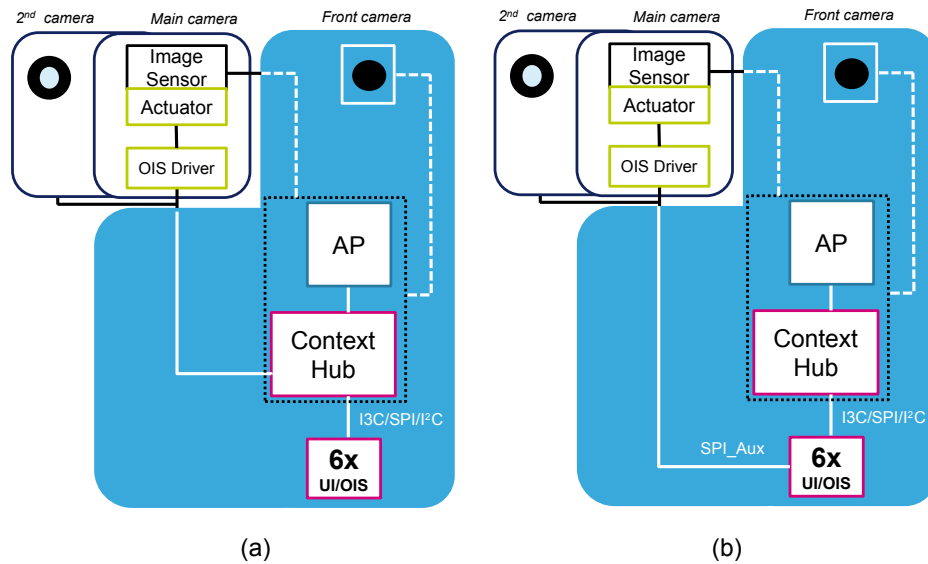 2nd camera
Main camera
Front camera
Image
Sensor
Actuator
OIS Driver
AP
Context
Hub
I3C/SPI/I²C
6x
UI/OIS
(a)
2nd camera
Main camera
Front camera
Image
Sensor
Actuator
OIS Driver
AP
Context
Hub
I3C/SPI/I²C
SPI_Aux
6x
UI/OIS
(b)